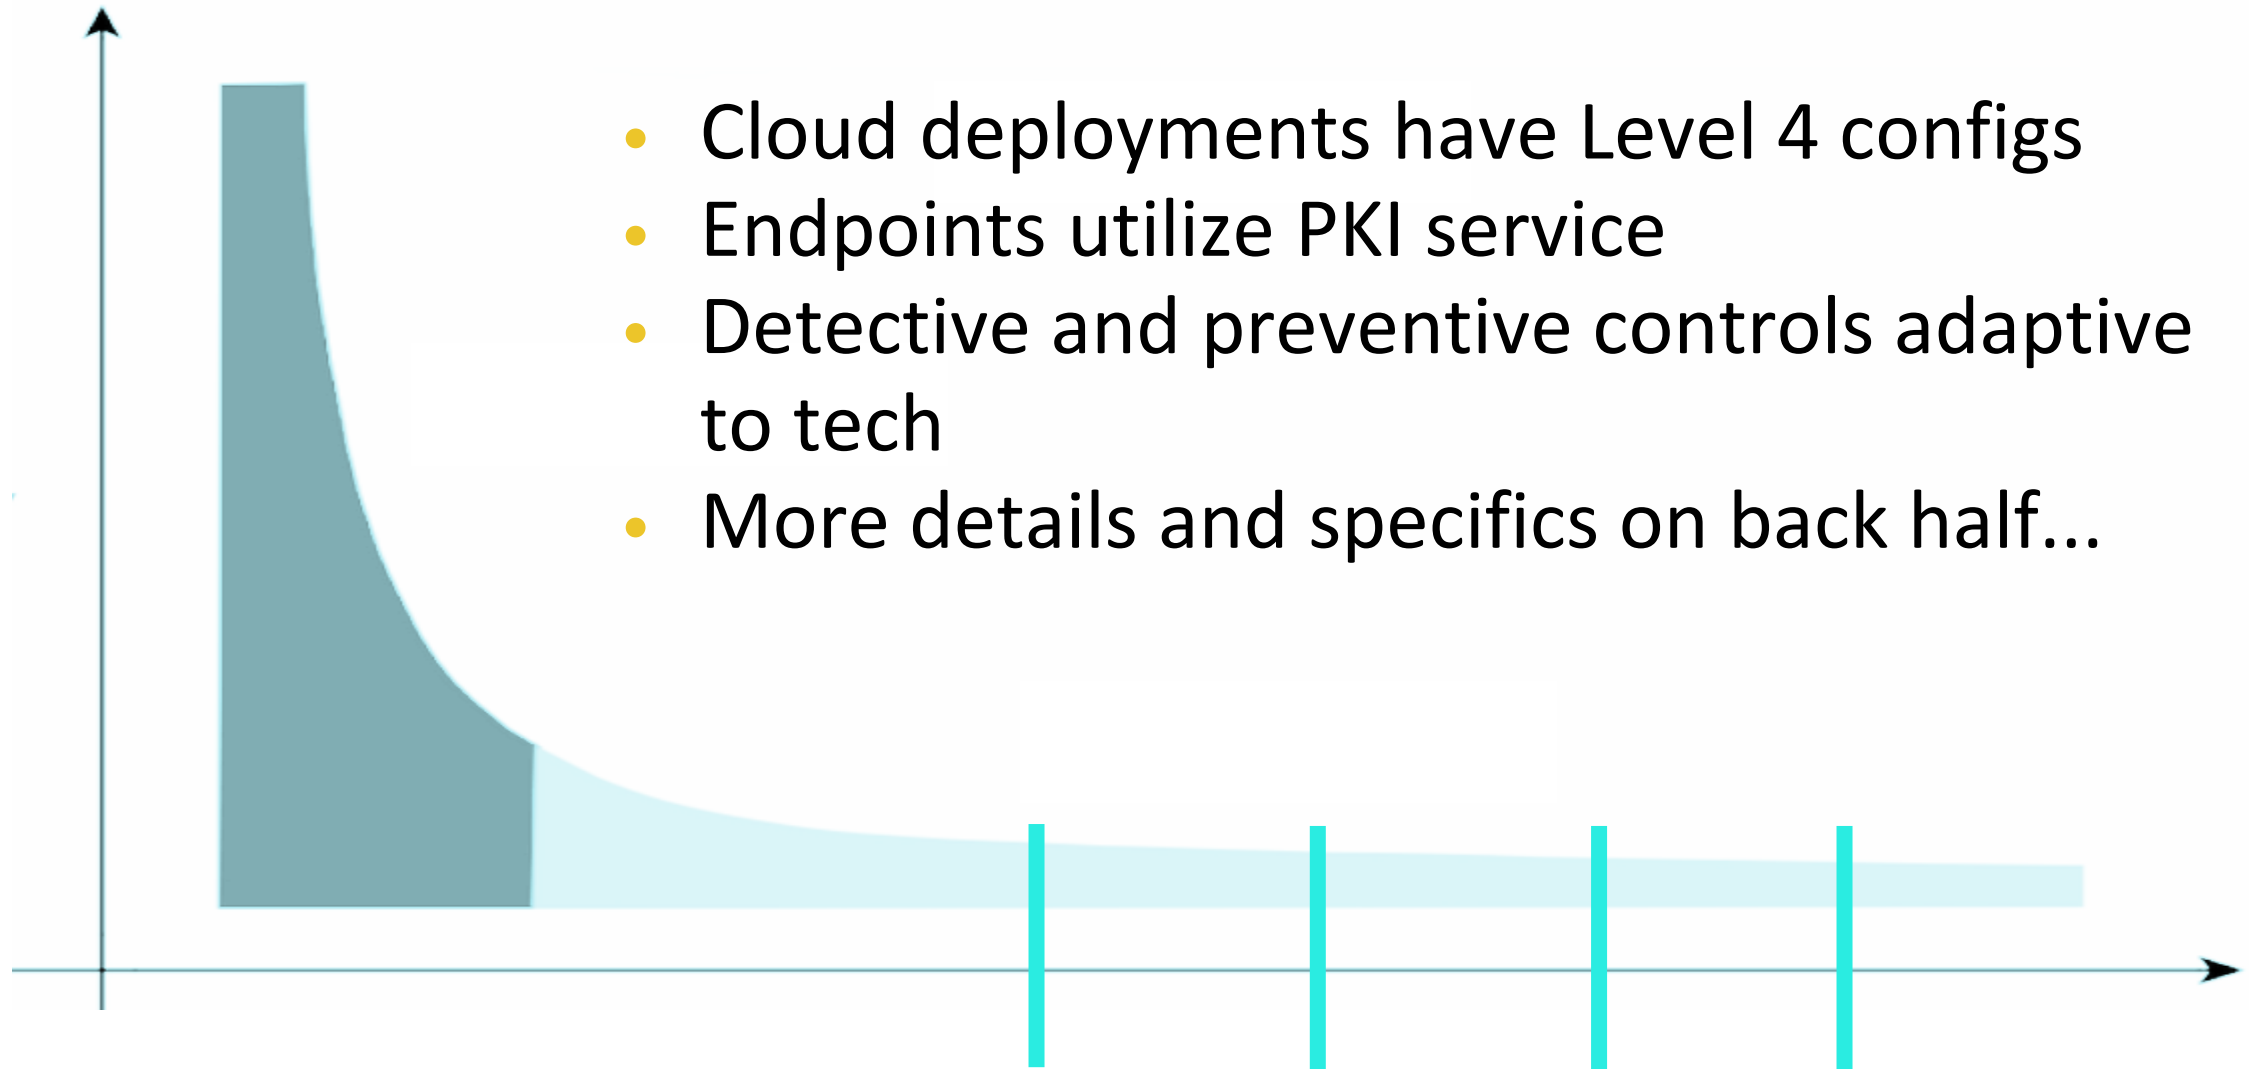 • Cloud deployments have Level 4 configs
• Endpoints utilize PKI service
• Detective and preventive controls adaptive
to tech
• More details and specifics on back half...